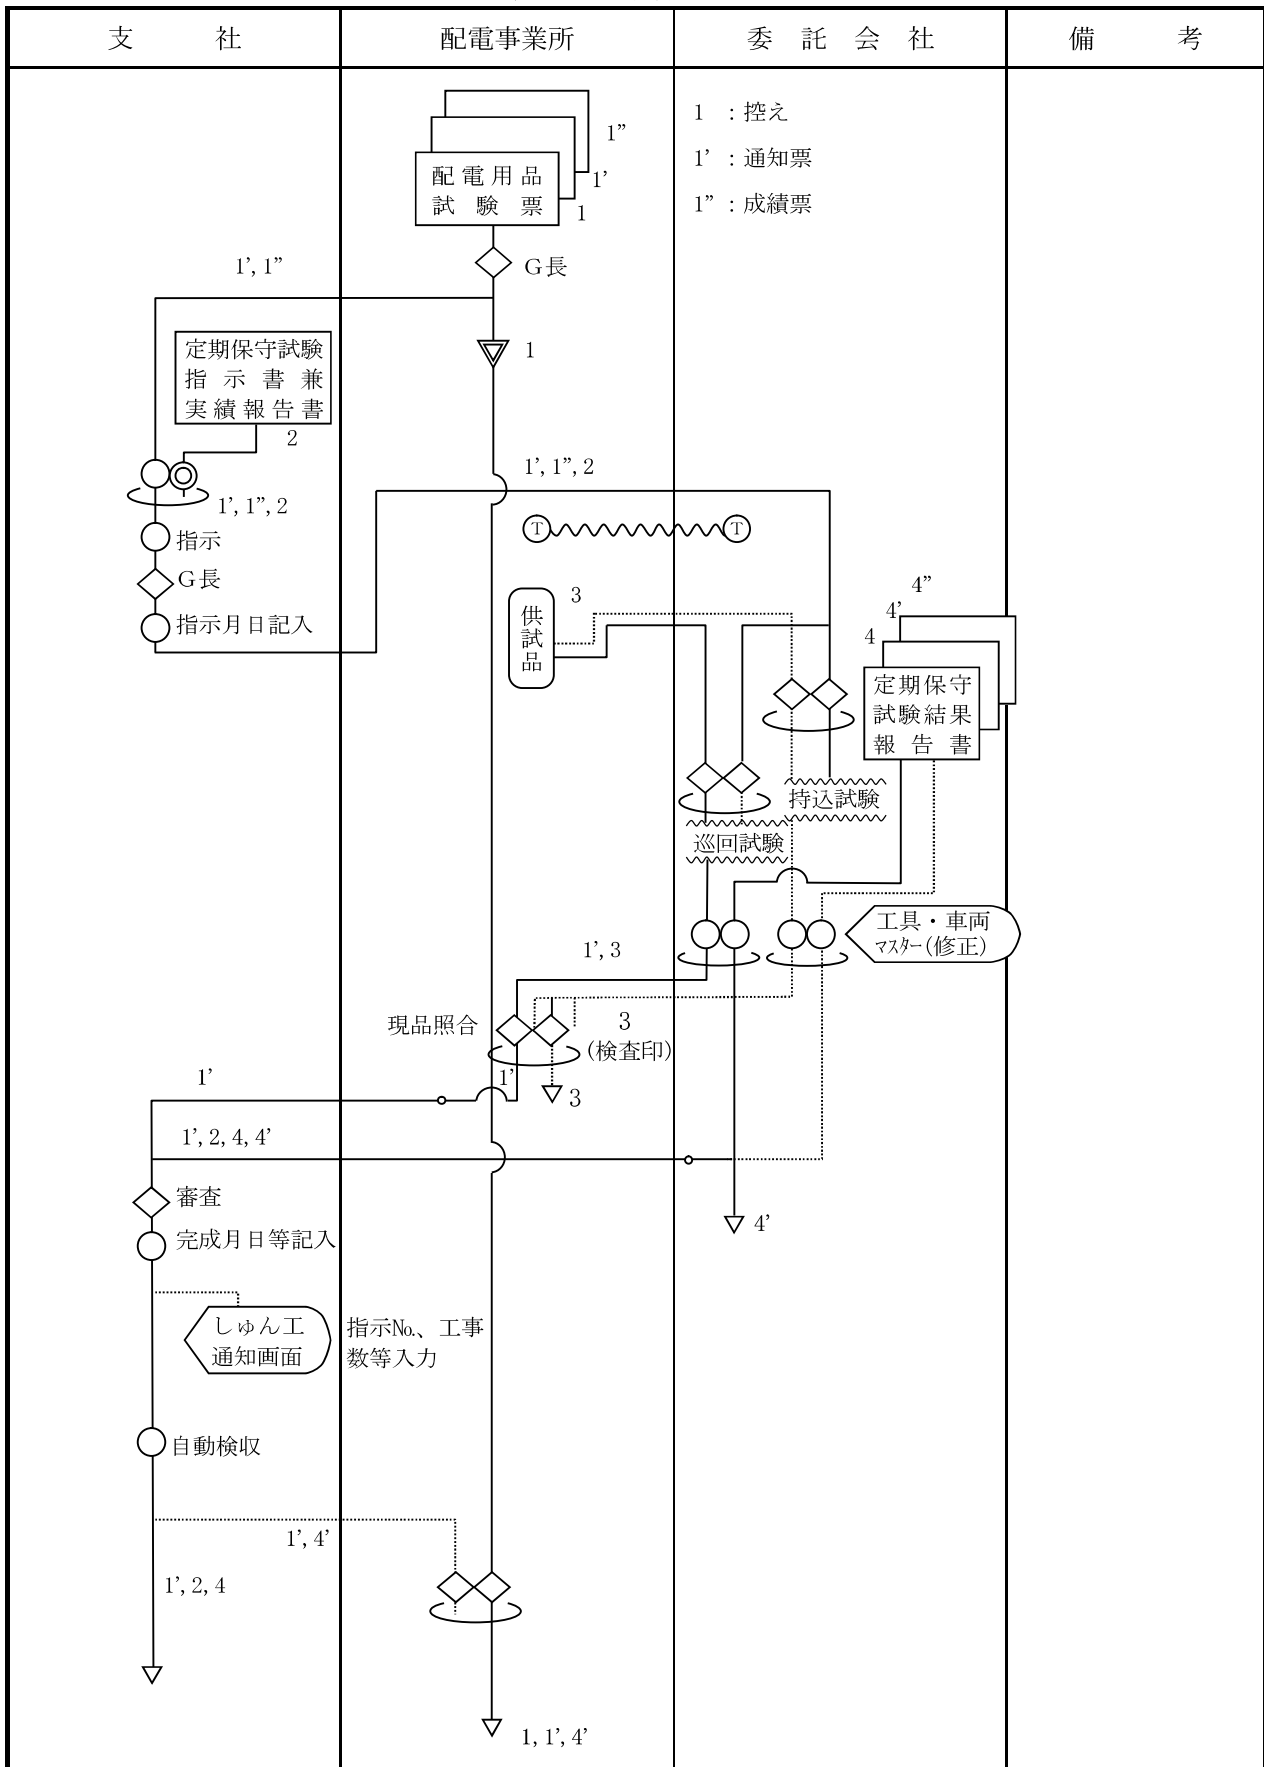 支 社
配電事業所
委 託 会 社
備 考
1”
1’
1
配電用品
試験票
1 ：控え
1’ ：通知票
1” ：成績票
G長
1’, 1”
1
定期保守試験
指示書兼
実績報告書
2
1’, 1”, 2
1’, 1”, 2
指示
G長
指示月日記入
T
T
3
供
試
品
4”
4’
4
定期保守
試験結果
報告書
持込試験
巡回試験
工具・車両
マスター(修正)
1’, 3
現品照合
3
(検査印)
1’
1’
3
1’, 2, 4, 4’
審査
4’
完成月日等記入
しゅん工
通知画面
指示№、工事
数等入力
自動検収
1’, 4’
1’, 2, 4
1, 1’, 4’